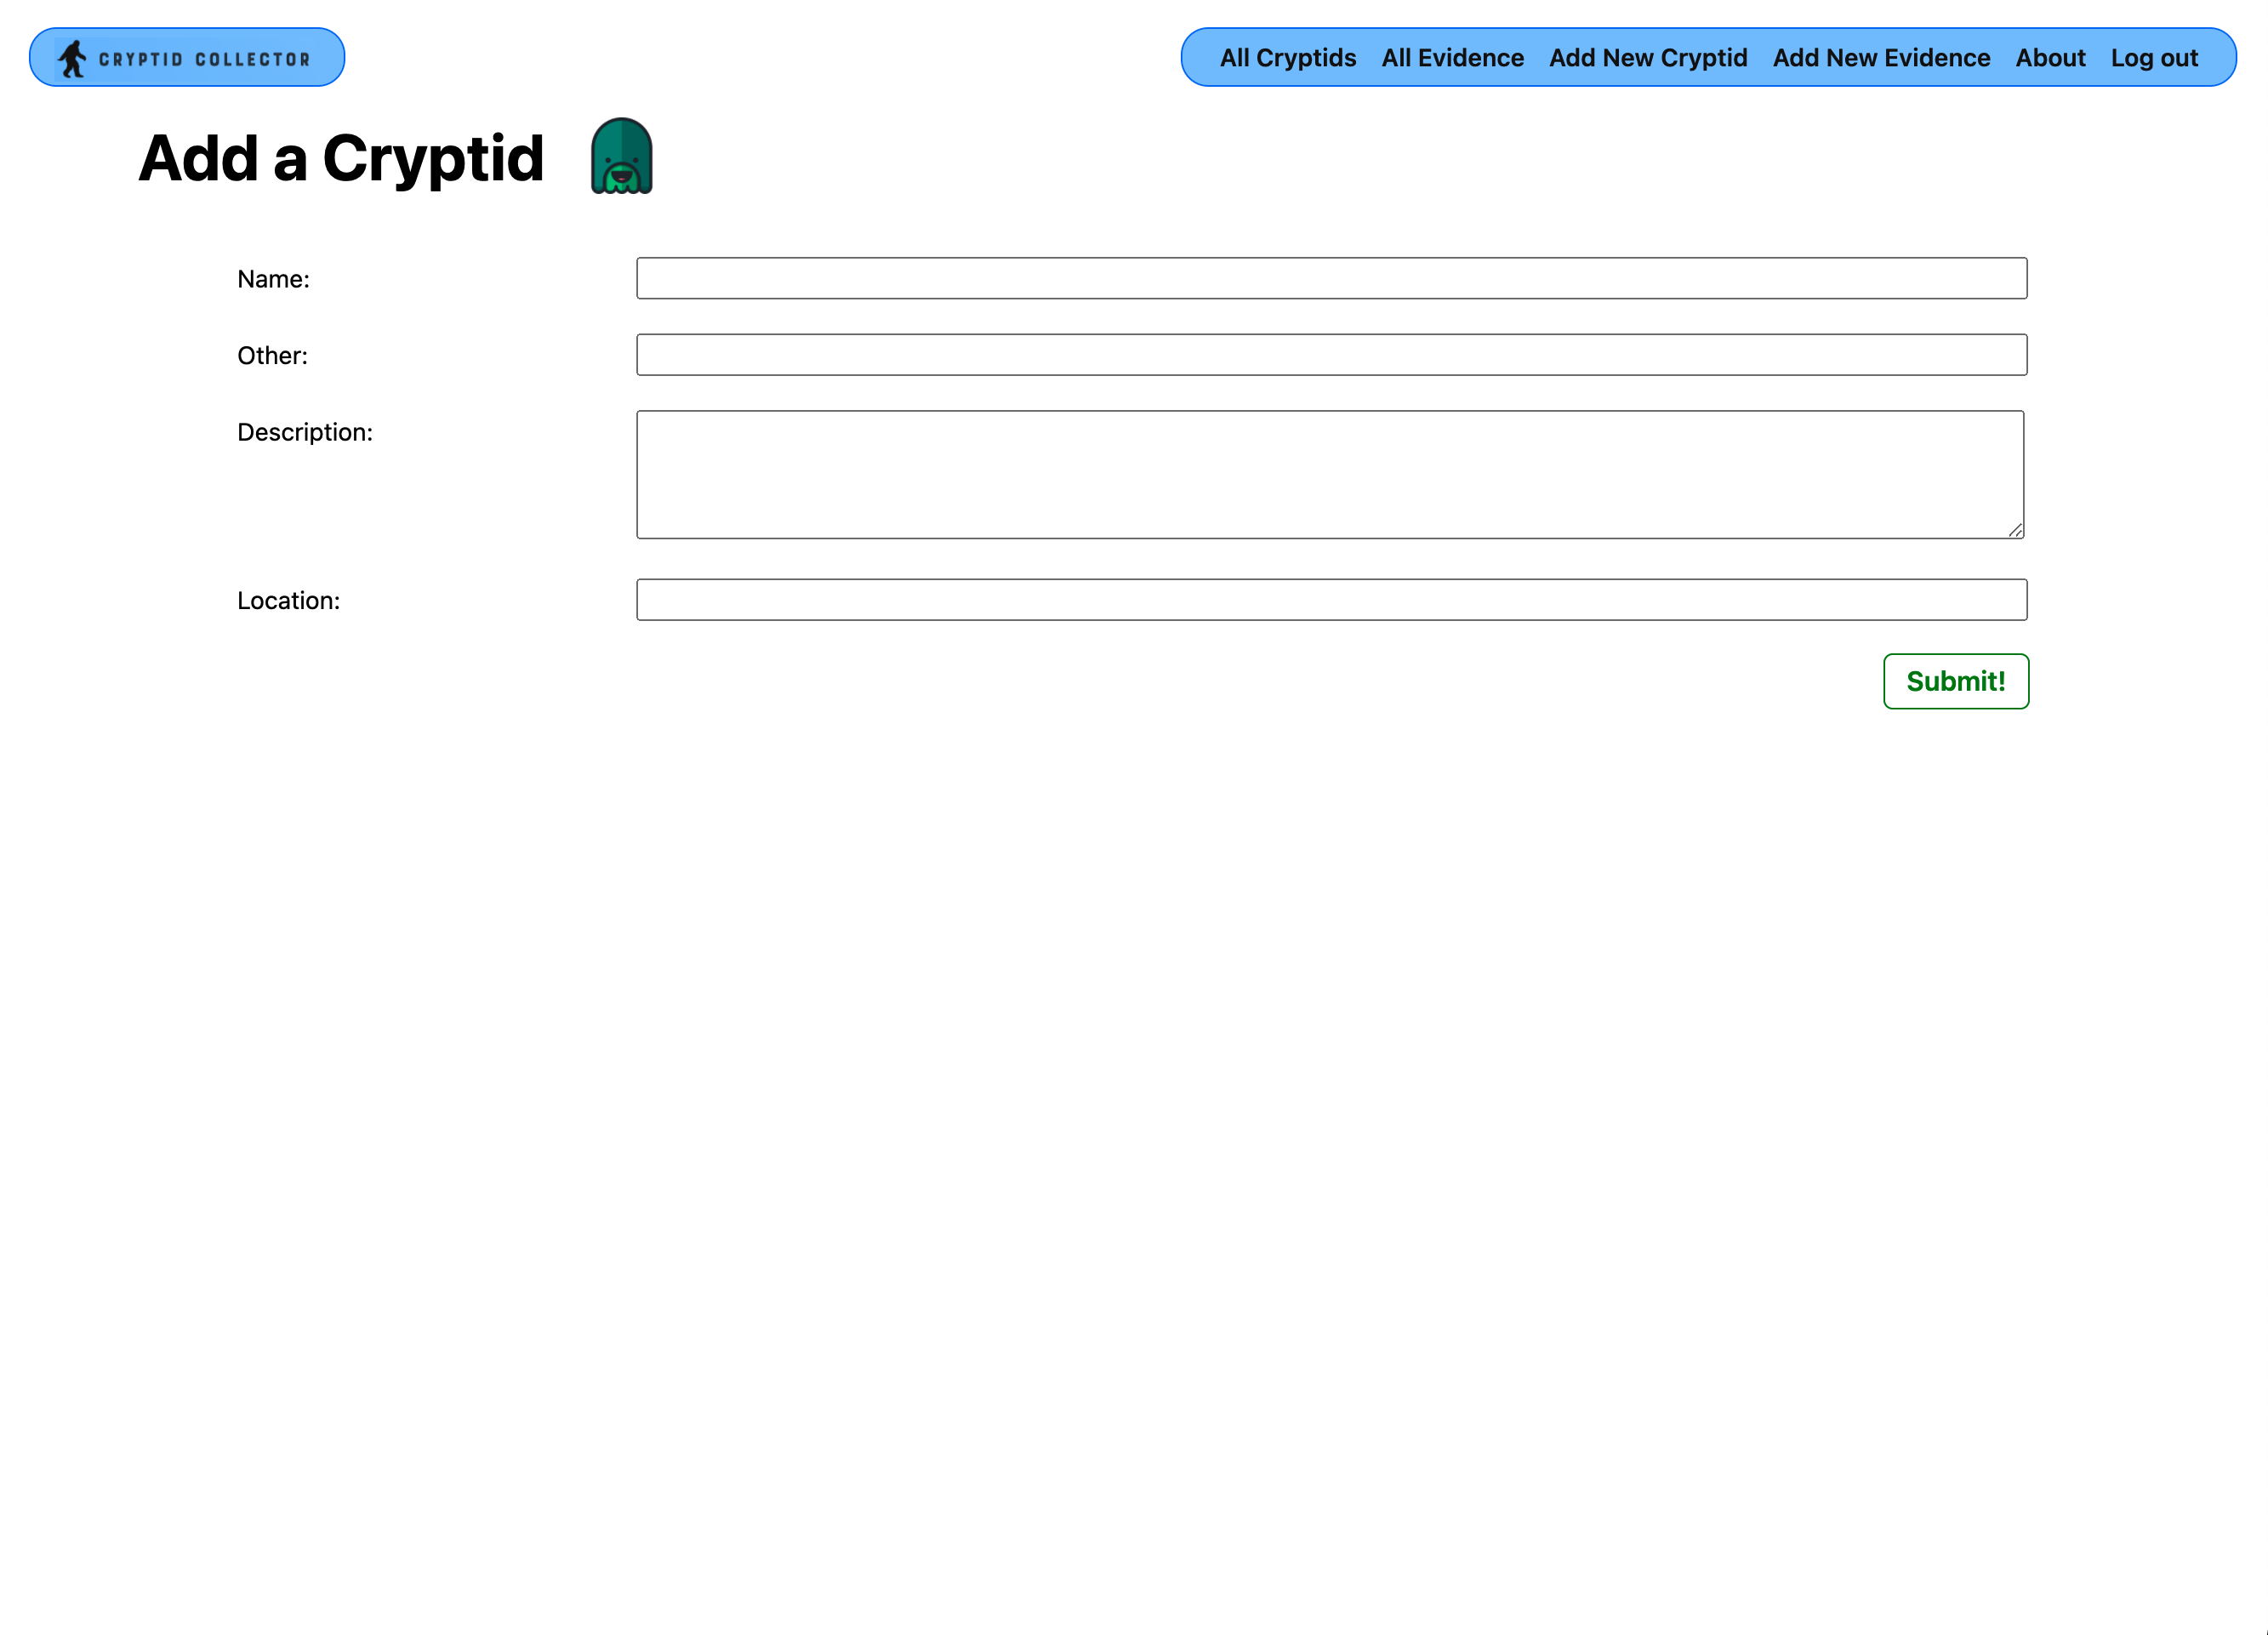 CRYPTID COLLECTOR
All Cryptids All Evidence Add New Cryptid Add New Evidence About Log out
Add a Cryptid
Name:
Other:
Description:
Location:
Submit!